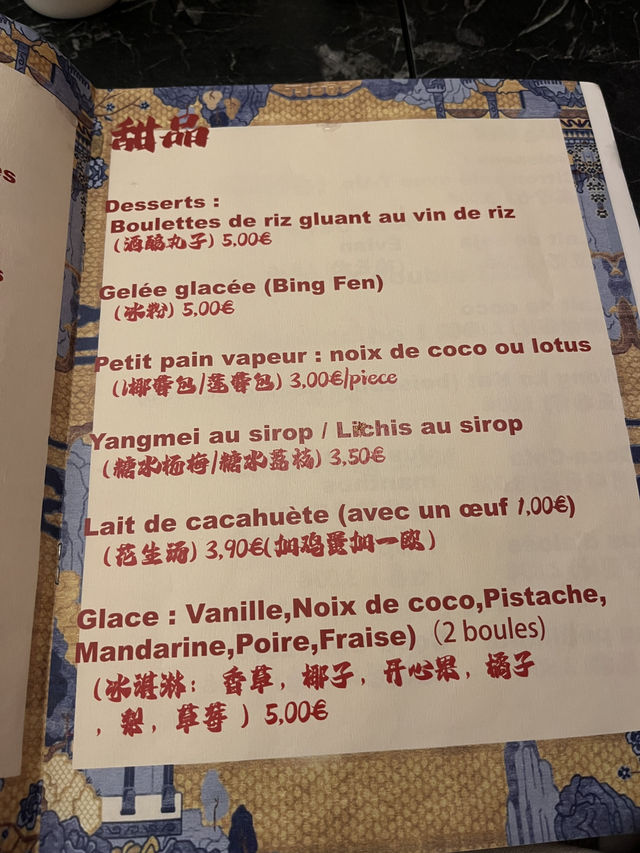 甜品
Desserts :
Boulettes de riz gluant au vin de riz
(酒酿丸子) 5,00€
Gelée glacée (Bing Fen)
(冰粉) 5,00€
Petit pain vapeur : noix de coco ou lotus
(椰蓉包/莲蓉包) 3,00€/piece
Yangmei au sirop / Litchis au sirop
(糖水杨梅/糖水荔枝) 3,50€
Lait de cacahuète (avec un œuf 1,00€)
(花生汤) 3,90€(加鸡蛋加一欧)
Glace : Vanille,Noix de coco,Pistache,
Mandarine,Poire,Fraise) (2 boules)
(冰淇淋: 香草, 椰子, 开心果, 橘子
, 梨, 草莓 ) 5,00€